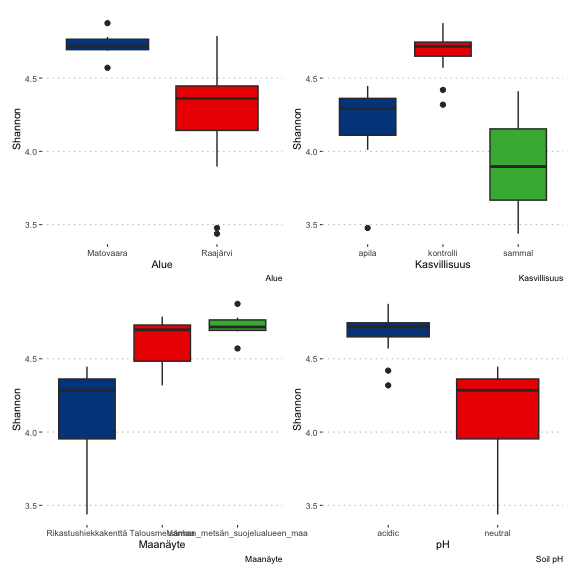 Shannon
4.5
4.0
3.5
Matovaara Raajärvi
Alue
Alue
Shannon
4.5
4.0
3.5
apila kontrolli sammal
Kasvillisuus
Kasvillisuus
Shannon
4.5
4.0
3.5
Rikastushiekkakenttä
Maanäyte
Maanäyte
Shannon
4.5
4.0
3.5
acidic neutral
pH
Soil pH